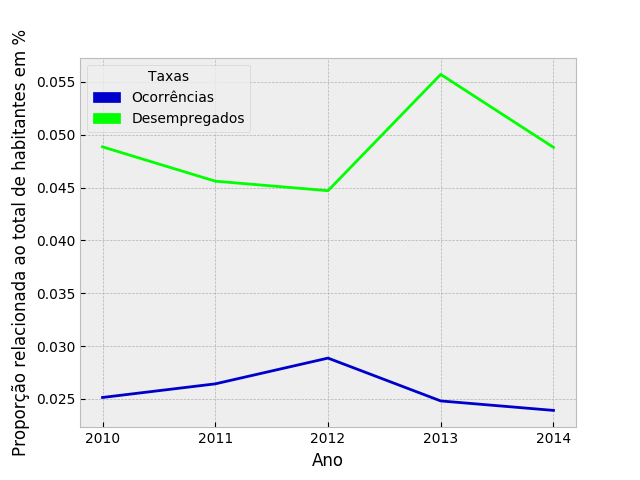 Proporção relacionada ao total de habitantes em %
0.055
0.050
0.045
0.040
0.035
0.030
0.025
Taxas
Ocorrências
Desempregados
2010 2011 2012 2013 2014
Ano